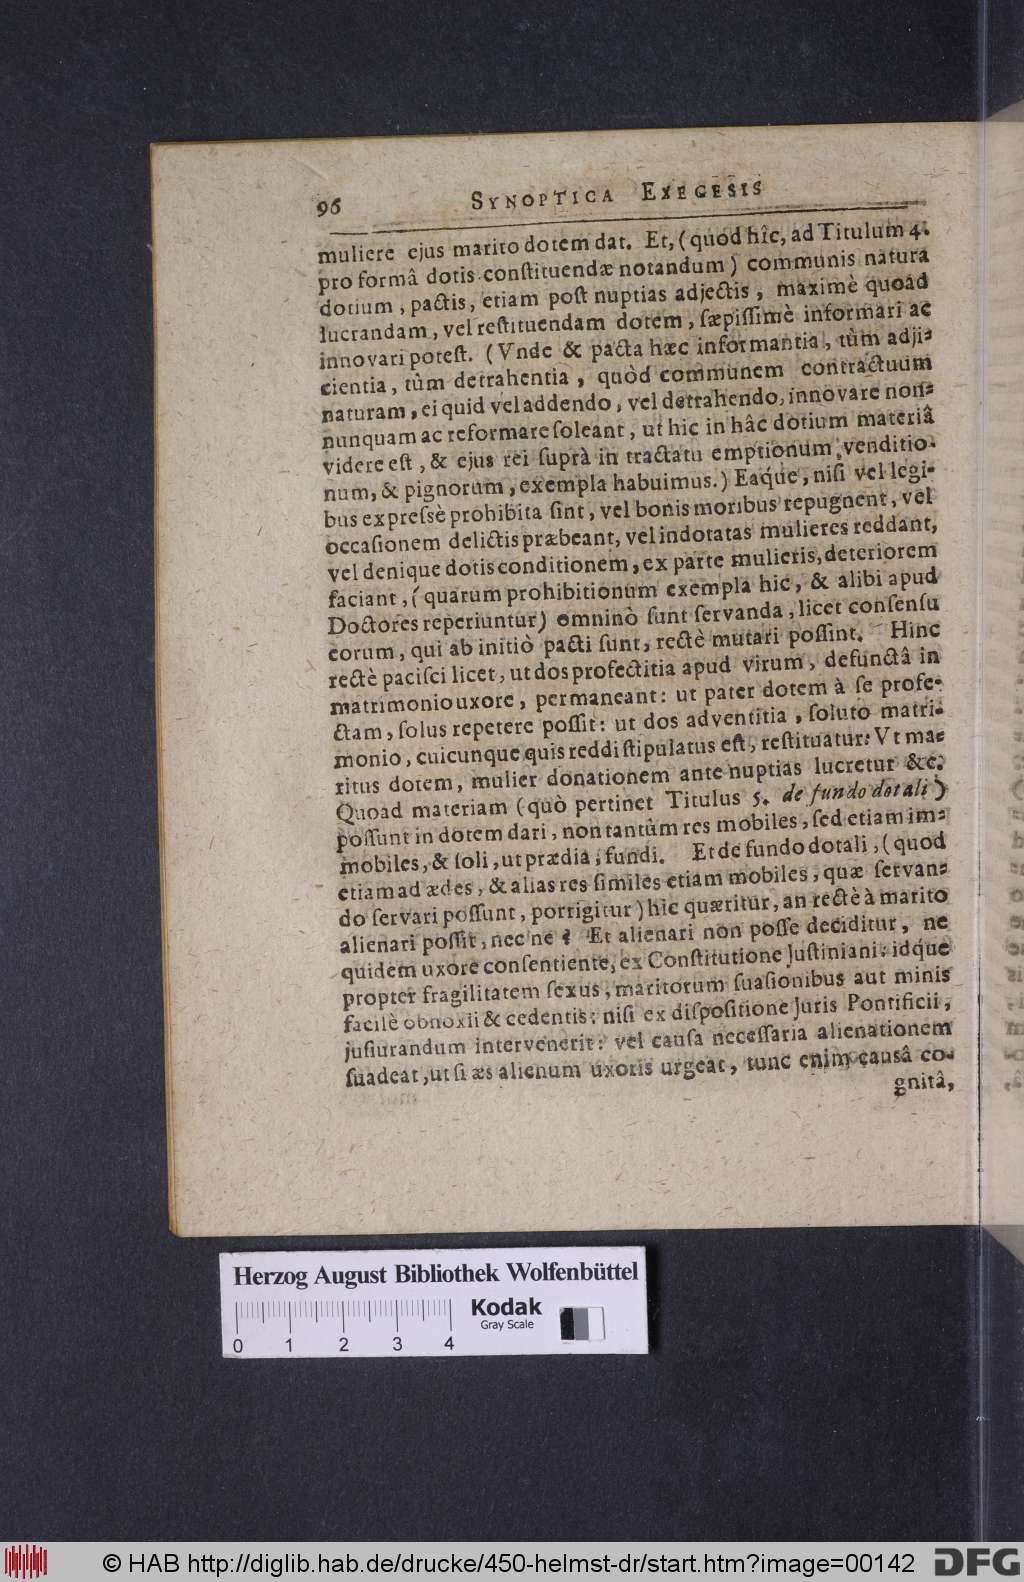 96 SYNOPTICA EXEGESIS
muliere ejus marito dotem dat. Et, (quod hîc, ad Titulum 4.
pro formâ dotis constituendæ notandum) communis natura
dotium, pactis, etiam post nuptias adjectis, maximè quoad
lucrandam, vel restituendam dotem, sæpissimè informari ac
innovari potest. (Vnde & pacta hæc informantia, tùm adji-
cientia, tùm detrahentia, quòd communem contractuum
naturam, ei quid vel addendo, vel detrahendo, innovare non-
nunquam ac reformare soleant, ut hic in hâc dotium materiâ
videre est, & ejus rei suprà in tractatu emptionum, venditio-
num, & pignorum, exempla habuimus.) Eaq́ue, nisi vel legi-
bus expressè prohibita sint, vel bonis moribus repugnent, vel
occasionem delictis præbeant, vel indotatas mulieres reddant,
vel denique dotis conditionem, ex parte mulieris, deteriorem
faciant, (quarum prohibitionum exempla hic, & alibi apud
Doctores reperiuntur) omninò sunt servanda, licet consensu
eorum, qui ab initiò pacti sunt, rectè mutari possint. Hinc
rectè pacisci licet, ut dos profectitia apud virum, defunctâ in
matrimonio uxore, permaneant: ut pater dotem à se profe-
ctam, solus repetere possit: ut dos adventitia, soluto matri-
monio, cuicunque quis reddi stipulatus est, restituatur: Vt ma-
ritus dotem, mulier donationem ante nuptias lucretur &c.
Quoad materiam (quò pertinet Titulus 5. de fundo dotali)
possunt in dotem dari, non tantùm res mobiles, sed etiam im-
mobiles, & soli, ut prædia, fundi. Et de fundo dotali, (quod
etiam ad ædes, & alias res similes etiam mobiles, quæ servan-
do servari possunt, porrigitur) hic quæritur, an rectè à marito
alienari possit, nec ne? Et alienari non posse deciditur, ne
quidem uxore consentiente, ex Constitutione Justiniani: idq́ue
propter fragilitatem sexus, maritorum suasionibus aut minis
facilè obnoxii & cedentis: nisi ex dispositione Juris Pontificii,
jusiurandum intervenerit: vel causa necessaria alienationem
suadeat, ut si æs alienum uxoris urgeat, tunc enim causâ co-
gnitâ,
Herzog August Bibliothek Wolfenbüttel
Kodak
Gray Scale
0 1 2 3 4
© HAB http://diglib.hab.de/drucke/450-helmst-dr/start.htm?image=00142
DFG